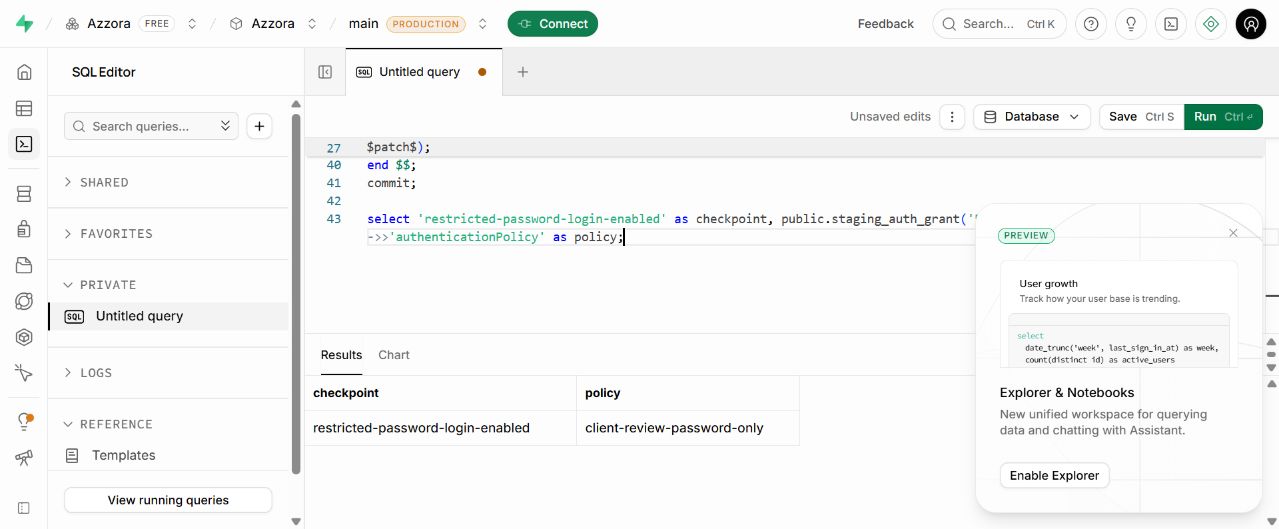 Azzora FREE
Azzora
main PRODUCTION
Connect
Feedback
Search... Ctrl K
SQL Editor
SQL Untitled query
Search queries...
Unsaved edits
Database
Save Ctrl S
Run Ctrl ⏎
27 $patch$);
40 end $$;
41 commit;
42
43 select 'restricted-password-login-enabled' as checkpoint, public.staging_auth_grant('
->>'authenticationPolicy' as policy;
SHARED
FAVORITES
PRIVATE
SQL Untitled query
LOGS
REFERENCE
Templates
View running queries
Results
Chart
checkpoint policy
restricted-password-login-enabled client-review-password-only
PREVIEW
User growth
Track how your user base is trending.
select
date_trunc('week', last_sign_in_at) as week,
count(distinct id) as active_users
Explorer & Notebooks
New unified workspace for querying
data and chatting with Assistant.
Enable Explorer